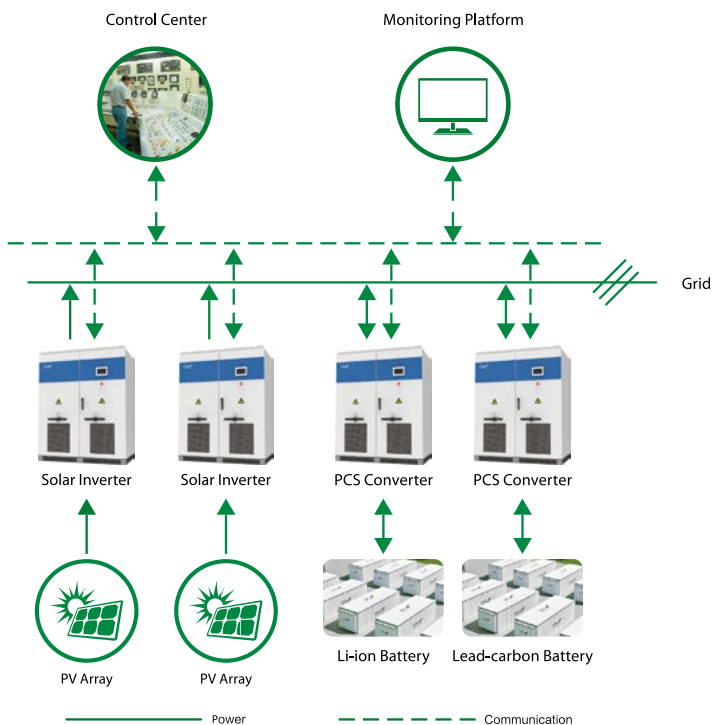 Control Center
Monitoring Platform
Grid
Solar Inverter
Solar Inverter
PCS Converter
PCS Converter
Li-ion Battery
Lead-carbon Battery
PV Array
PV Array
Power
Communication